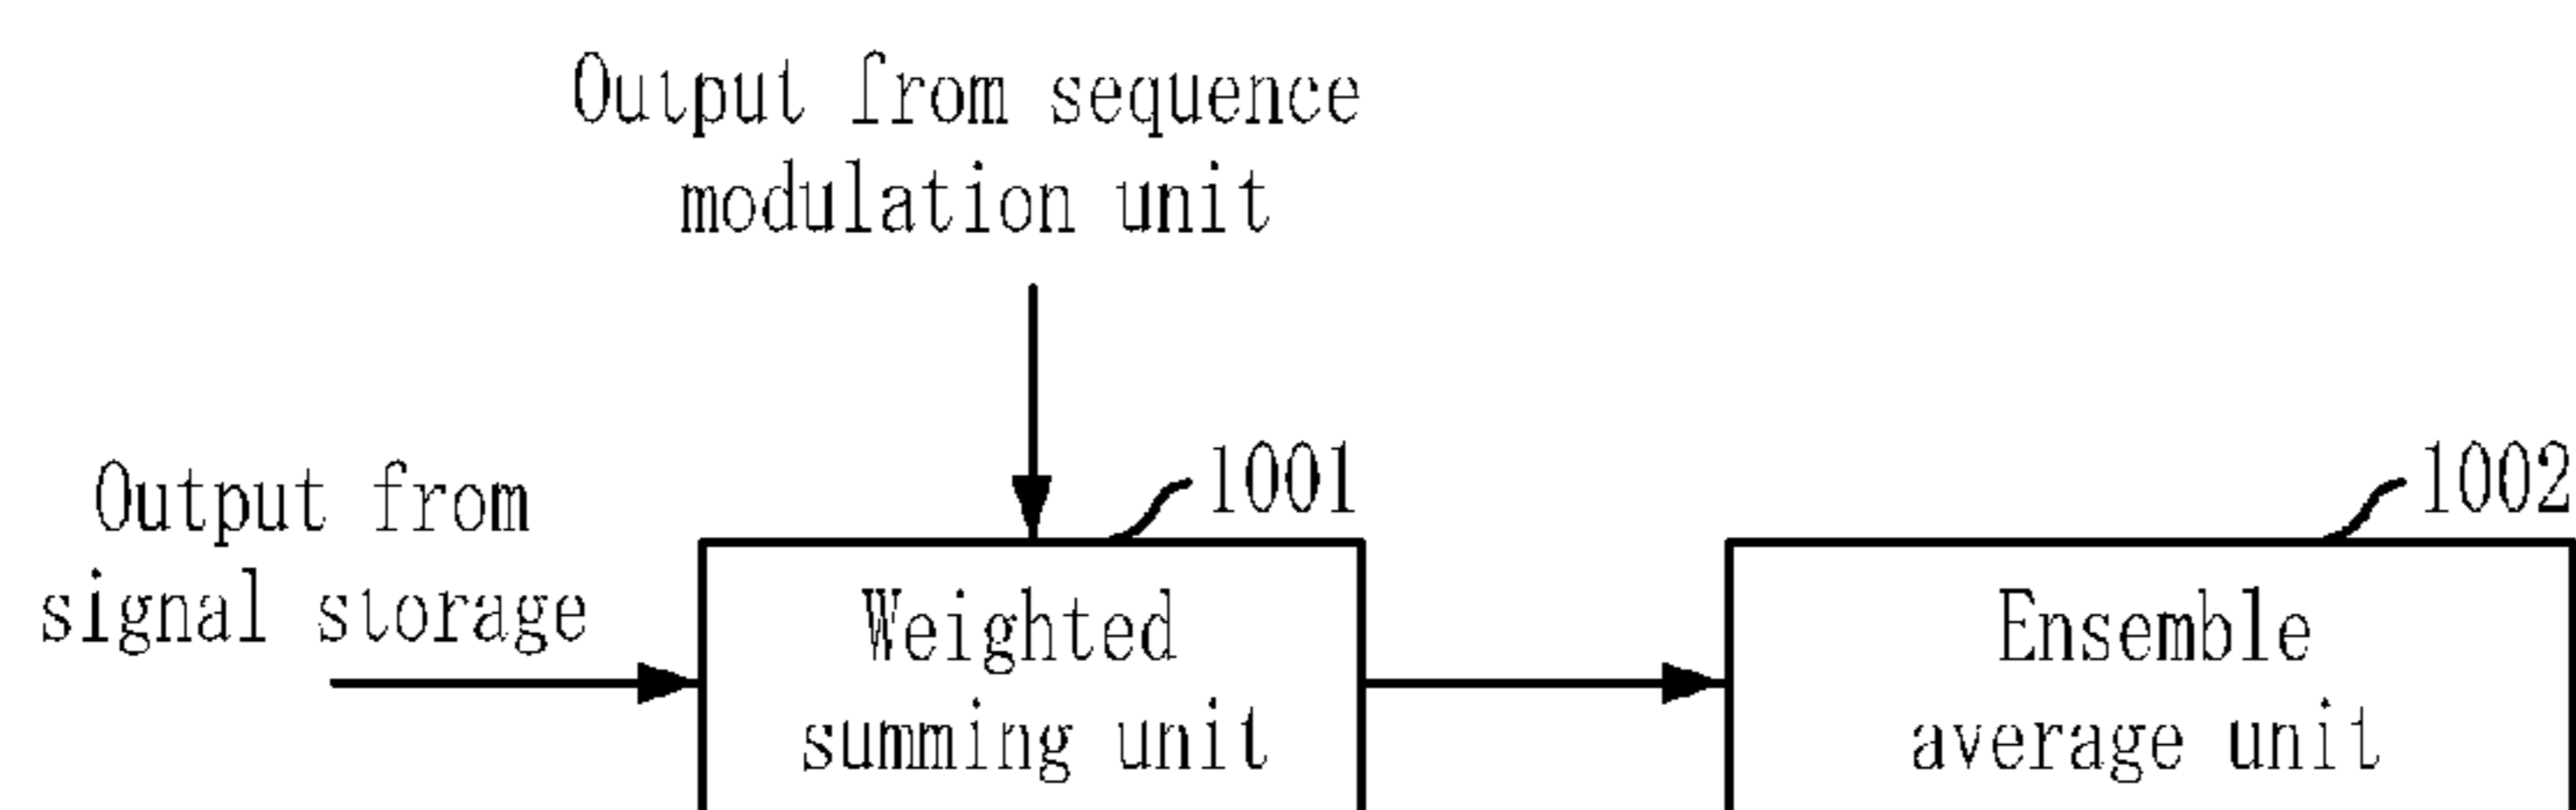 Output from sequence
modulation unit
Output from
signal storage
1001
Weighted
summing unit
1002
Ensemble
average unit